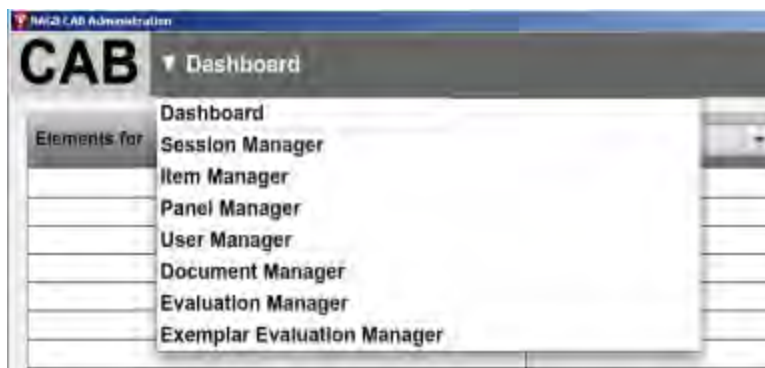 NAGB CAB Administration
CAB ▼ Dashboard
Dashboard
Elements for
Session Manager
Item Manager
Panel Manager
User Manager
Document Manager
Evaluation Manager
Exemplar Evaluation Manager